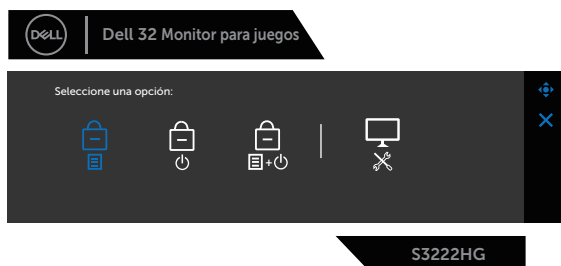 DELL
Dell 32 Monitor para juegos
Seleccione una opción:
S3222HG